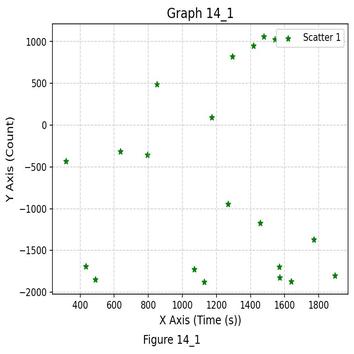 Graph 14_1
1000
500
0
−500
−1000
−1500
−2000
Y Axis (Count)
Scatter 1
400 600 800 1000 1200 1400 1600 1800
X Axis (Time (s))
Figure 14_1